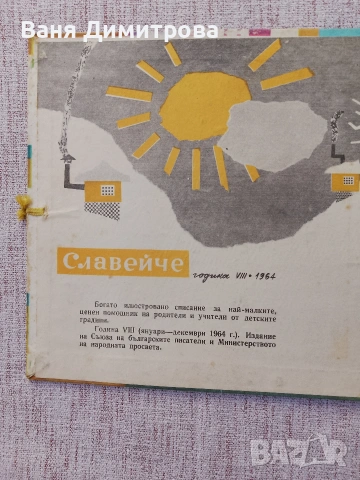 Ваня Димитрова
Славейче
година VIII • 1964
Богато илюстровано списание за най-малките,
ценен помощник на родители и учители от детските
градини.
Година VIII (януари—декември 1964 г.). Издание
на Съюза на българските писатели и Министерството
на народната просвета.
BAZAR